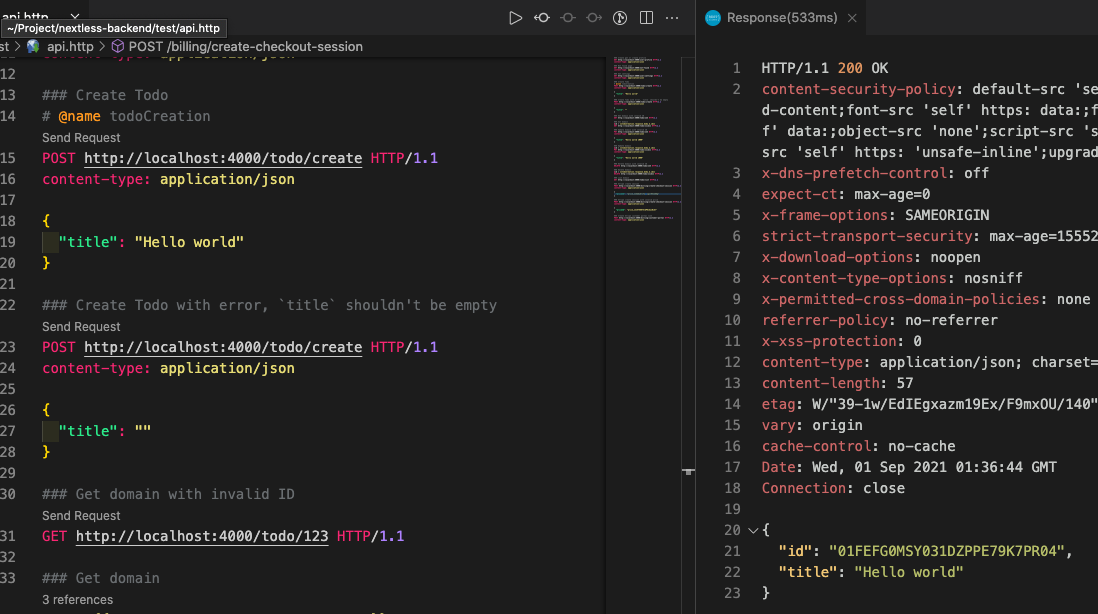 api.http
~/Project/nextless-backend/test/api.http
st > api.http > POST /billing/create-checkout-session
content-type: application/json
12
13 ### Create Todo
14 # @name todoCreation
Send Request
15 POST http://localhost:4000/todo/create HTTP/1.1
16 content-type: application/json
17
18 {
19 "title": "Hello world"
20 }
21
22 ### Create Todo with error, `title` shouldn't be empty
Send Request
23 POST http://localhost:4000/todo/create HTTP/1.1
24 content-type: application/json
25
26 {
27 "title": ""
28 }
29
30 ### Get domain with invalid ID
Send Request
31 GET http://localhost:4000/todo/123 HTTP/1.1
32
33 ### Get domain
3 references
Response(533ms)
1 HTTP/1.1 200 OK
2 content-security-policy: default-src 'se
d-content;font-src 'self' https: data:;f
f' data:;object-src 'none';script-src 's
src 'self' https: 'unsafe-inline';upgrad
3 x-dns-prefetch-control: off
4 expect-ct: max-age=0
5 x-frame-options: SAMEORIGIN
6 strict-transport-security: max-age=15552
7 x-download-options: noopen
8 x-content-type-options: nosniff
9 x-permitted-cross-domain-policies: none
10 referrer-policy: no-referrer
11 x-xss-protection: 0
12 content-type: application/json; charset=
13 content-length: 57
14 etag: W/"39-1w/EdIEgxazm19Ex/F9mxOU/140"
15 vary: origin
16 cache-control: no-cache
17 Date: Wed, 01 Sep 2021 01:36:44 GMT
18 Connection: close
19
20 {
21 "id": "01FEFG0MSY031DZPPE79K7PR04",
22 "title": "Hello world"
23 }